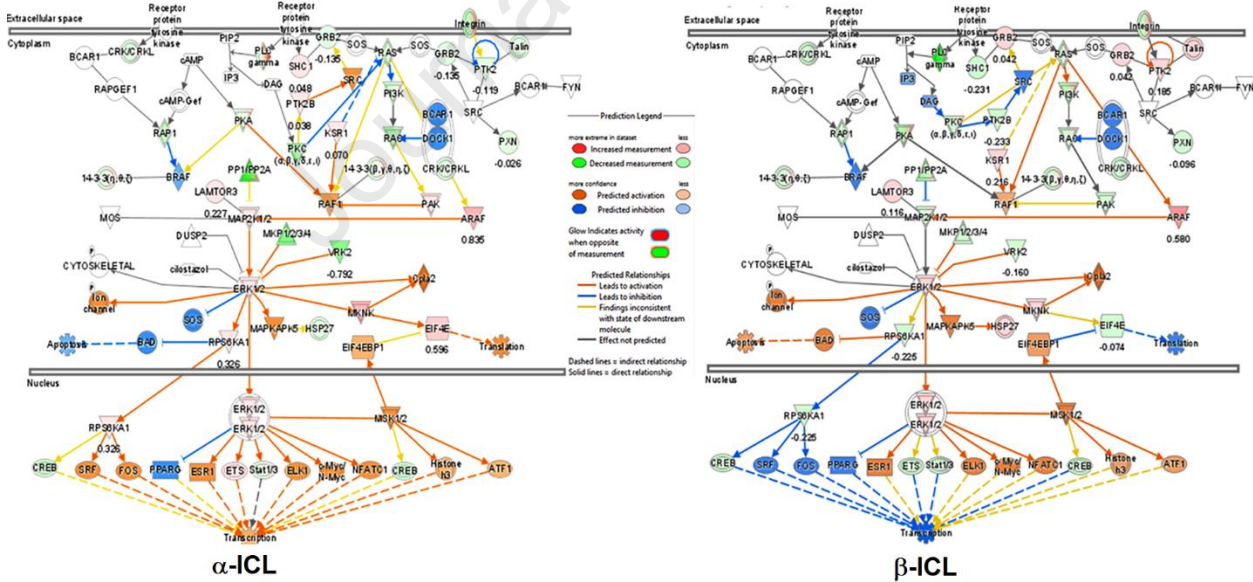 Extracellular space
Cytoplasm
Receptor
protein
tyrosine
kinase
Receptor
protein
tyrosine
kinase
Integrin
BCAR1
CRK/CRKL
PIP2
PLC
gamma
GRB2
-0.135
SOS
RAS
SOS
GRB2
-0.135
Talin
PTK2
-0.119
cAMP
IP3
DAG
SHC1
0.048
SRC
PTK2B
0.038
PI3K
SRC
BCAR1
FYN
RAPGEF1
cAMP-Gef
RAP1
PKA
PKC
(α,β,γ,δ,ε,ι)
KSR1
0.070
RAC
BCAR1
DOCK1
CRK/CRKL
PXN
-0.026
14-3-3(η,θ,ζ)
BRAF
PP1/PP2A
14-3-3(β,γ,θ,η,ζ)
LAMTOR3
0.227
RAF1
PAK
ARAF
0.835
MOS
MAP2K1/2
DUSP2
MKP1/2/3/4
VRK2
-0.792
P
CYTOSKELETAL
cilostazol
ERK1/2
cpla2
P
Ion
channel
SOS
MAPKAPK5
HSP27
MKNK
EIF4E
0.596
Apoptosis
BAD
RPS6KA1
0.326
EIF4EBP1
Translation
Nucleus
RPS6KA1
0.326
ERK1/2
ERK1/2
MSK1/2
CREB
SRF
FOS
PPARG
ESR1
ETS
Stat1/3
ELK1
c-Myc/
N-Myc
NFATC1
CREB
Histone
h3
ATF1
Transcription
α-ICL
Prediction Legend
more extreme in dataset
less
Increased measurement
Decreased measurement
more confidence
less
Predicted activation
Predicted inhibition
Glow Indicates activity
when opposite
of measurement
Predicted Relationships
Leads to activation
Leads to inhibition
Findings inconsistent
with state of downstream
molecule
Effect not predicted
Dashed lines = indirect relationship
Solid lines = direct relationship
Extracellular space
Cytoplasm
Receptor
protein
tyrosine
kinase
Receptor
protein
tyrosine
kinase
Integrin
BCAR1
CRK/CRKL
PIP2
PLC
gamma
GRB2
0.042
SOS
RAS
SOS
GRB2
0.042
Talin
PTK2
0.185
cAMP
IP3
DAG
SHC1
-0.231
SRC
PTK2B
-0.233
PI3K
SRC
BCAR1
FYN
RAPGEF1
cAMP-Gef
RAP1
PKA
PKC
(α,β,γ,δ,ε,ι)
KSR1
0.216
RAC
BCAR1
DOCK1
CRK/CRKL
PXN
-0.096
14-3-3(η,θ,ζ)
BRAF
PP1/PP2A
14-3-3(β,γ,θ,η,ζ)
LAMTOR3
0.116
RAF1
PAK
ARAF
0.580
MOS
MAP2K1/2
DUSP2
MKP1/2/3/4
VRK2
-0.160
P
CYTOSKELETAL
cilostazol
ERK1/2
cpla2
P
Ion
channel
SOS
MAPKAPK5
HSP27
MKNK
EIF4E
-0.074
Apoptosis
BAD
RPS6KA1
-0.225
EIF4EBP1
Translation
Nucleus
RPS6KA1
-0.225
ERK1/2
ERK1/2
MSK1/2
CREB
SRF
FOS
PPARG
ESR1
ETS
Stat1/3
ELK1
c-Myc/
N-Myc
NFATC1
CREB
Histone
h3
ATF1
Transcription
β-ICL